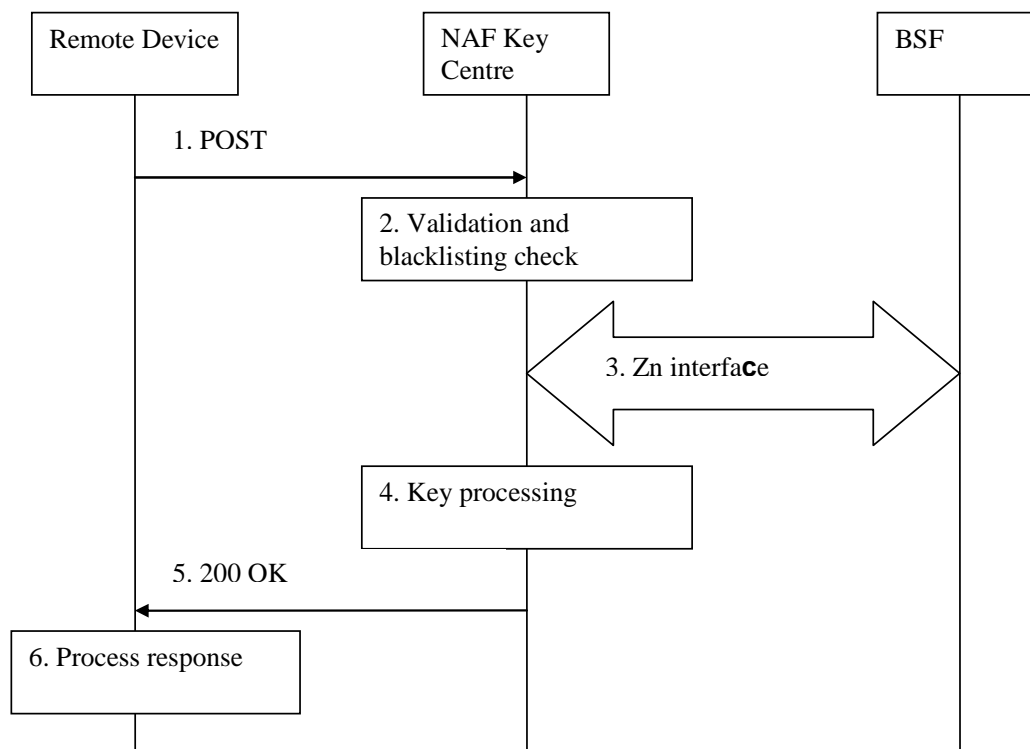 Remote Device
NAF Key
Centre
BSF
1. POST
2. Validation and
blacklisting check
3. Zn interface
4. Key processing
5. 200 OK
6. Process response